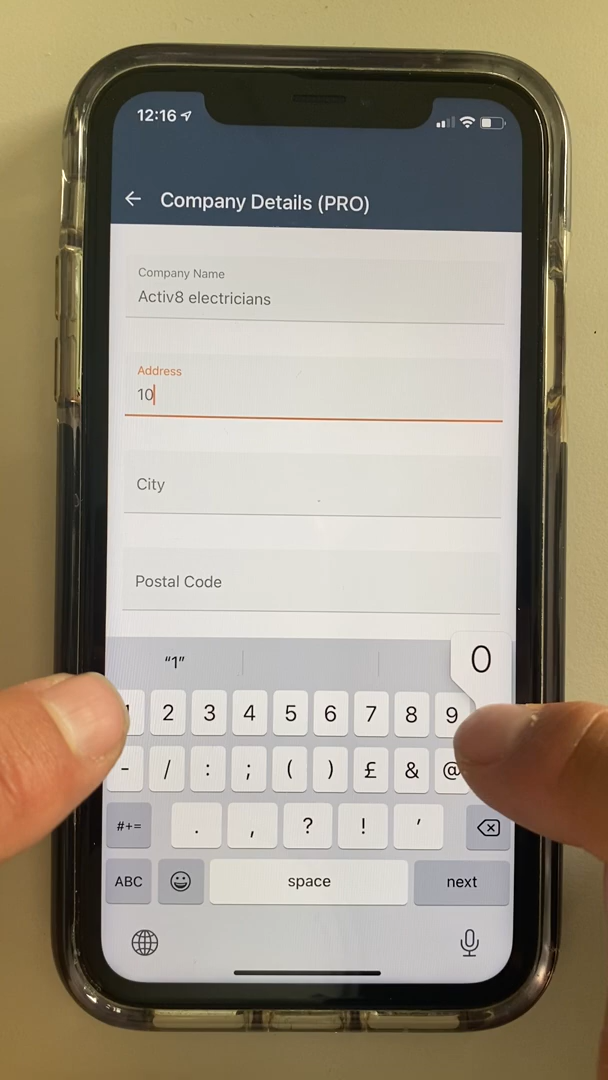 12:16
Company Details (PRO)
Company Name
Activ8 electricians
Address
10
City
Postal Code
"1" 0
1 2 3 4 5 6 7 8 9
- / : ; ( ) £ & @
#+= . , ? ! '
ABC space next